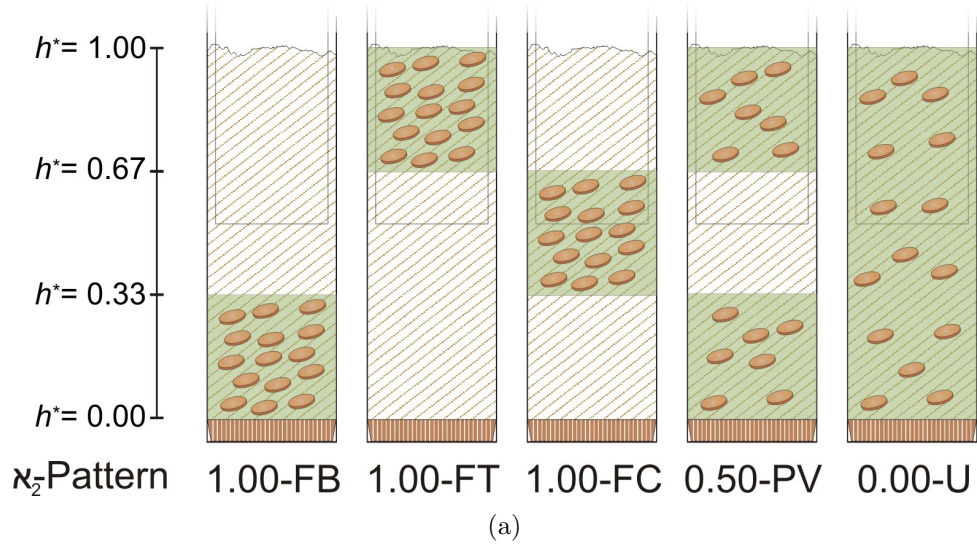 h*= 1.00
h*= 0.67
h*= 0.33
h*= 0.00
ℵ₂-Pattern 1.00-FB 1.00-FT 1.00-FC 0.50-PV 0.00-U
(a)